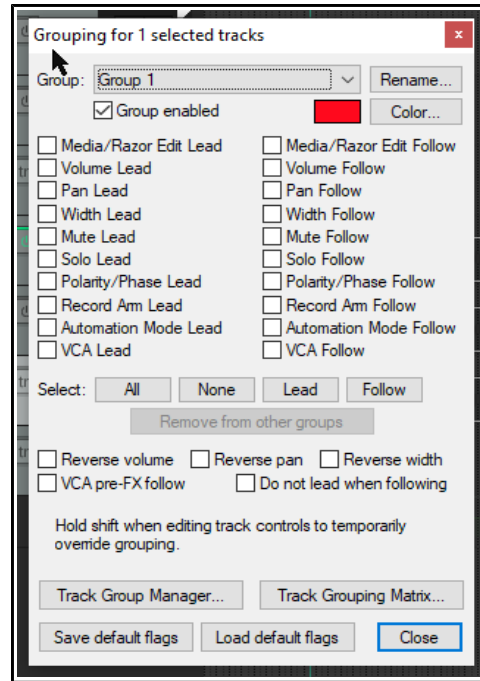 Grouping for 1 selected tracks x
Group: Group 1 Rename...
Group enabled Color...
Media/Razor Edit Lead Media/Razor Edit Follow
Volume Lead Volume Follow
Pan Lead Pan Follow
Width Lead Width Follow
Mute Lead Mute Follow
Solo Lead Solo Follow
Polarity/Phase Lead Polarity/Phase Follow
Record Arm Lead Record Arm Follow
Automation Mode Lead Automation Mode Follow
VCA Lead VCA Follow
Select: All None Lead Follow
Remove from other groups
Reverse volume Reverse pan Reverse width
VCA pre-FX follow Do not lead when following
Hold shift when editing track controls to temporarily
override grouping.
Track Group Manager... Track Grouping Matrix...
Save default flags Load default flags Close